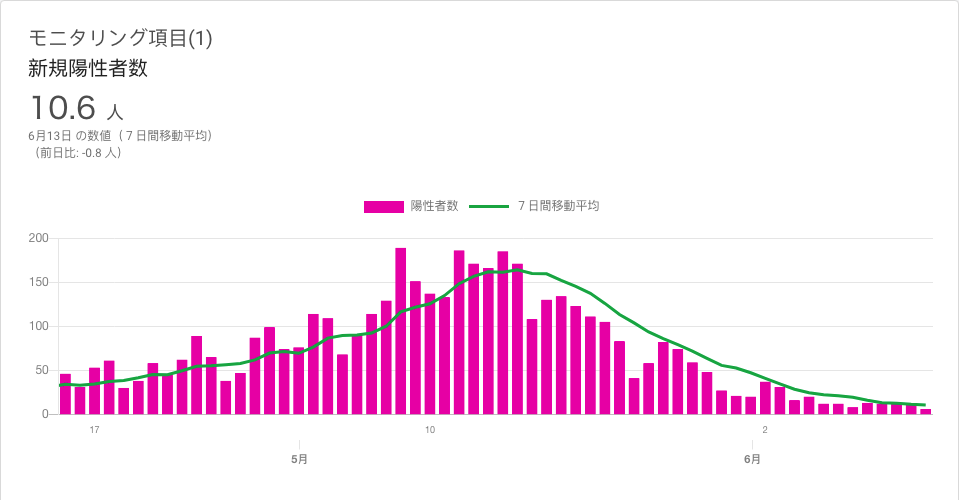 モニタリング項目(1)
新規陽性者数
10.6 人
6月13日 の数値（７日間移動平均）
（前日比: -0.8 人）
陽性者数 ７日間移動平均
200
150
100
50
0
17 10 2
5月 6月